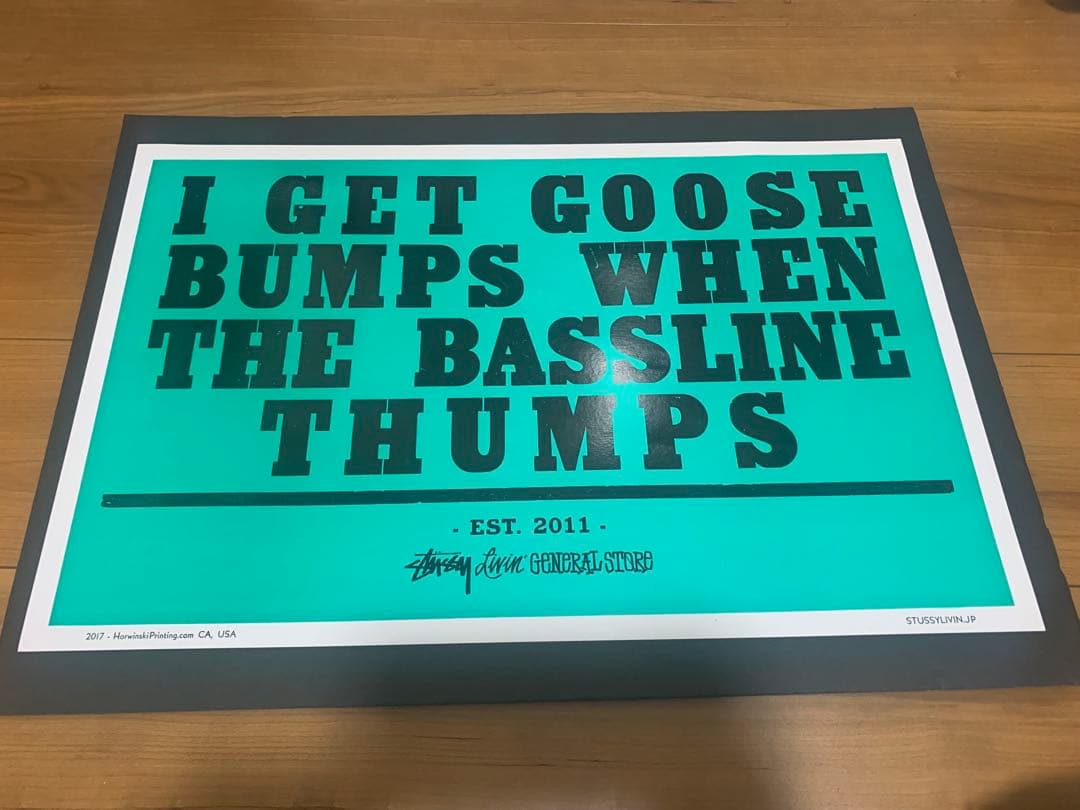 I GET GOOSE
BUMPS WHEN
THE BASSLINE
THUMPS
- EST. 2011 -
STUSSY Livin' GENERAL STORE
2017 - HorwinskiPrinting.com CA, USA
STUSSYLIVIN.JP